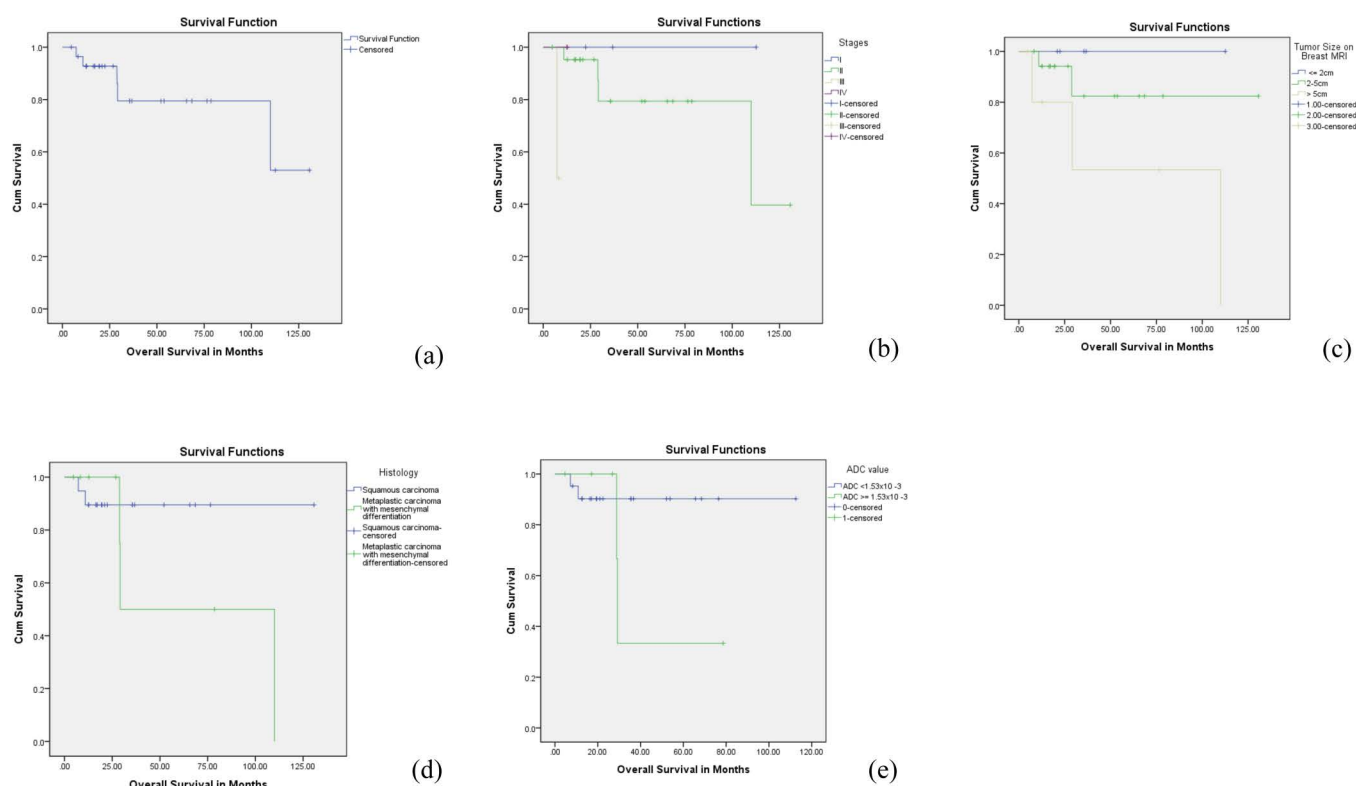 Survival Function
Survival Function
Censored
1.0
0.8
0.6
0.4
0.2
0.0
Cum Survival
.00 25.00 50.00 75.00 100.00 125.00
Overall Survival in Months
(a)
Survival Functions
Stages
I
II
III
IV
I-censored
II-censored
III-censored
IV-censored
1.0
0.8
0.6
0.4
0.2
0.0
Cum Survival
.00 25.00 50.00 75.00 100.00 125.00
Overall Survival in Months
(b)
Survival Functions
Tumor Size on
Breast MRI
<= 2cm
2-5cm
> 5cm
1.00-censored
2.00-censored
3.00-censored
1.0
0.8
0.6
0.4
0.2
0.0
Cum Survival
.00 25.00 50.00 75.00 100.00 125.00
Overall Survival in Months
(c)
Survival Functions
Histology
Squamous carcinoma
Metaplastic carcinoma
with mesenchymal
differentiation
Squamous carcinoma-
censored
Metaplastic carcinoma
with mesenchymal
differentiation-censored
1.0
0.8
0.6
0.4
0.2
0.0
Cum Survival
.00 25.00 50.00 75.00 100.00 125.00
Overall Survival in Months
(d)
Survival Functions
ADC value
ADC <1.53x10 -3
ADC >= 1.53x10 -3
0-censored
1-censored
1.0
0.8
0.6
0.4
0.2
0.0
Cum Survival
.00 20.00 40.00 60.00 80.00 100.00 120.00
Overall Survival in Months
(e)